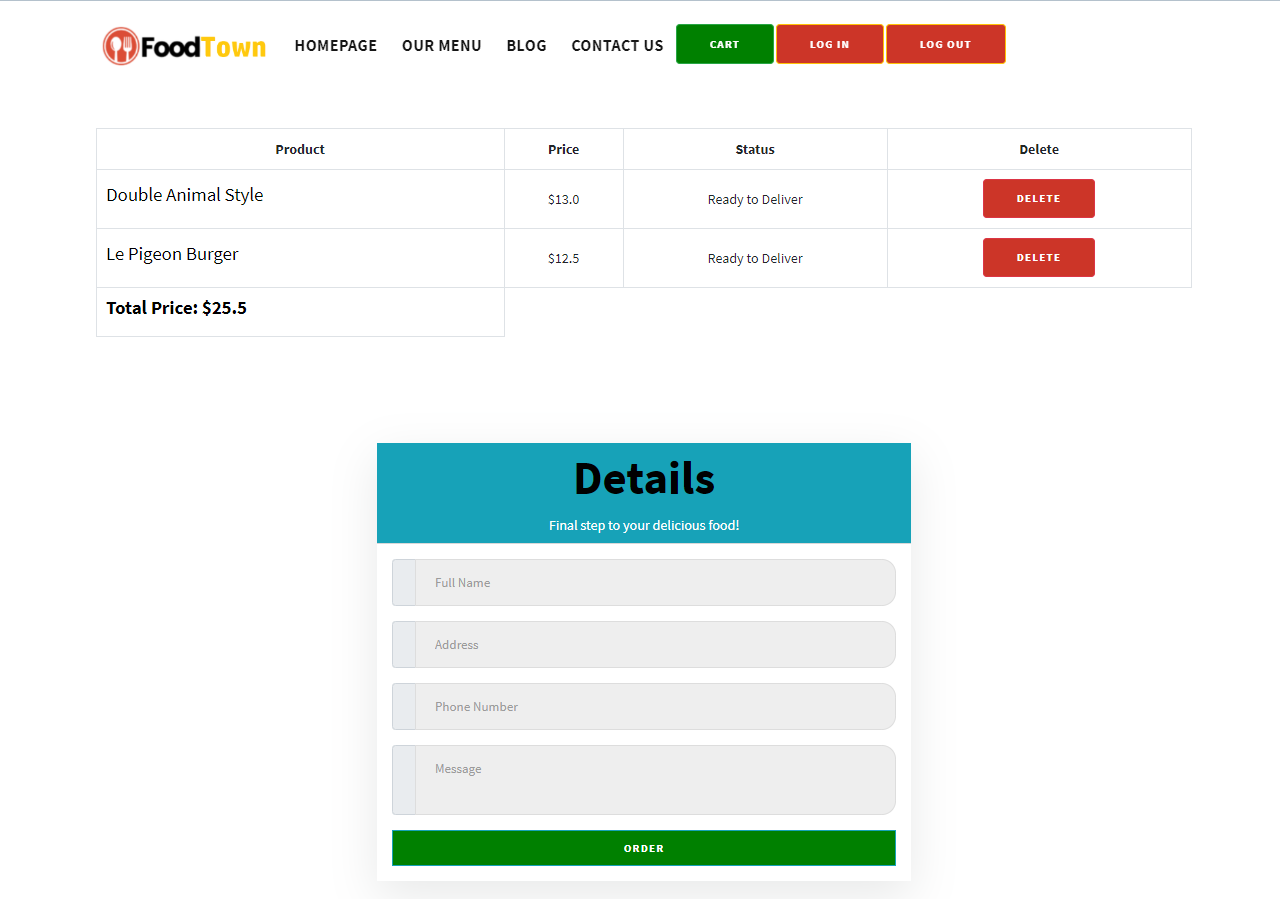 FoodTown HOMEPAGE OUR MENU BLOG CONTACT US CART LOG IN LOG OUT
Product Price Status Delete
Double Animal Style $13.0 Ready to Deliver DELETE
Le Pigeon Burger $12.5 Ready to Deliver DELETE
Total Price: $25.5
Details
Final step to your delicious food!
Full Name
Address
Phone Number
Message
ORDER